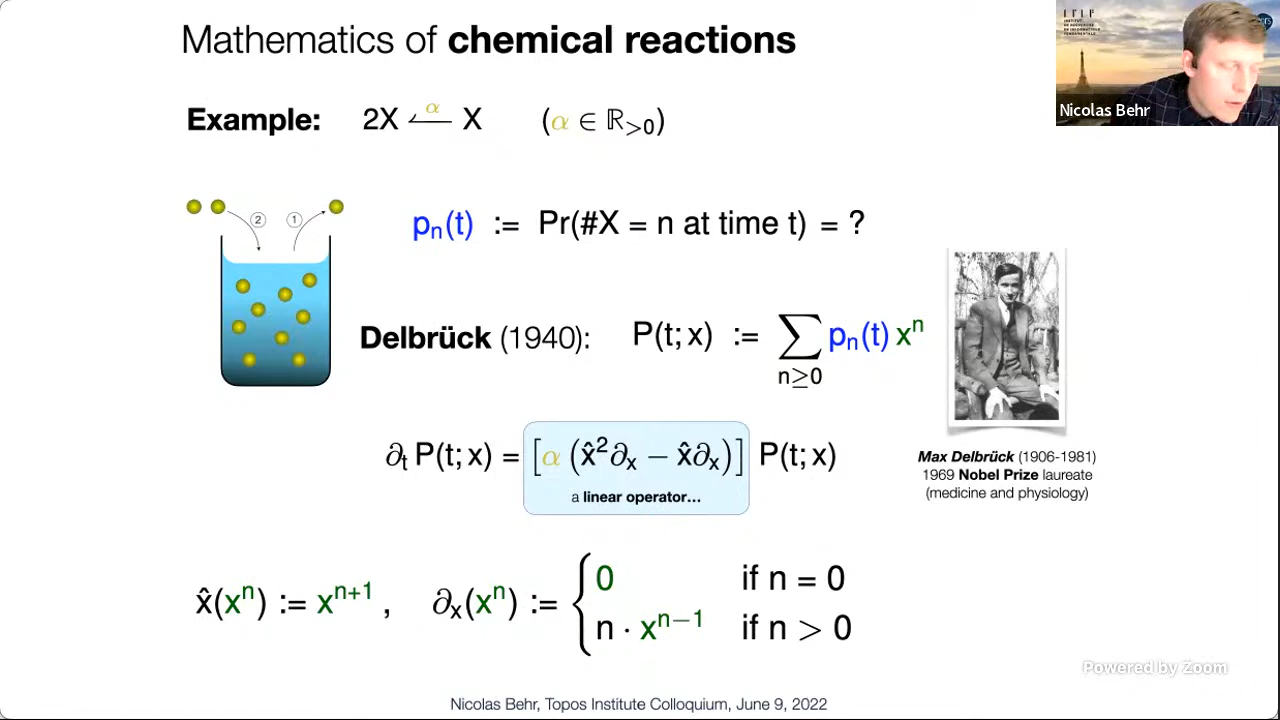 Mathematics of chemical reactions
Example: 2X ↼ α X (α ∈ ℝ>0)
Nicolas Behr
② ①
pₙ(t) := Pr(#X = n at time t) = ?
Delbrück (1940): P(t; x) := ∑ n≥0 pₙ(t) xⁿ
∂ₜ P(t; x) = [α (x̂²∂ₓ − x̂∂ₓ)] P(t; x)
a linear operator...
Max Delbrück (1906-1981)
1969 Nobel Prize laureate
(medicine and physiology)
x̂(xⁿ) := xⁿ⁺¹ , ∂ₓ(xⁿ) := { 0 if n = 0
n · xⁿ⁻¹ if n > 0
Powered by Zoom
Nicolas Behr, Topos Institute Colloquium, June 9, 2022